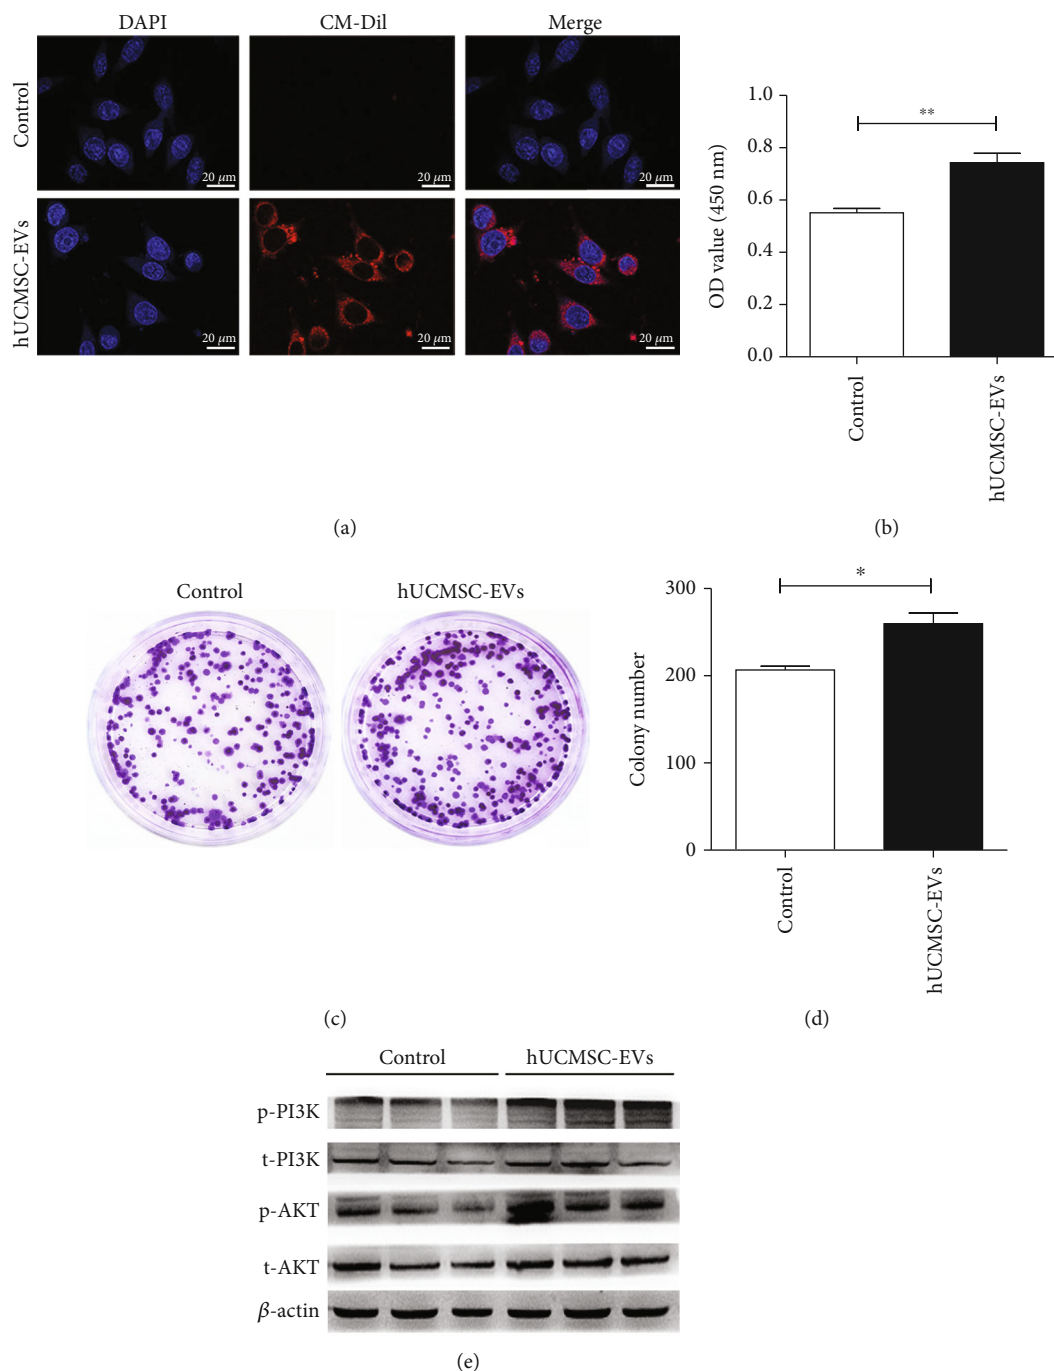 DAPI
CM-Dil
Merge
Control
20 μm
20 μm
20 μm
hUCMSC-EVs
20 μm
20 μm
20 μm
(a)
OD value (450 nm)
1.0
0.8
0.6
0.4
0.2
0.0
**
Control
hUCMSC-EVs
(b)
Control
hUCMSC-EVs
(c)
Colony number
300
200
100
0
*
Control
hUCMSC-EVs
(d)
Control
hUCMSC-EVs
p-PI3K
t-PI3K
p-AKT
t-AKT
β-actin
(e)